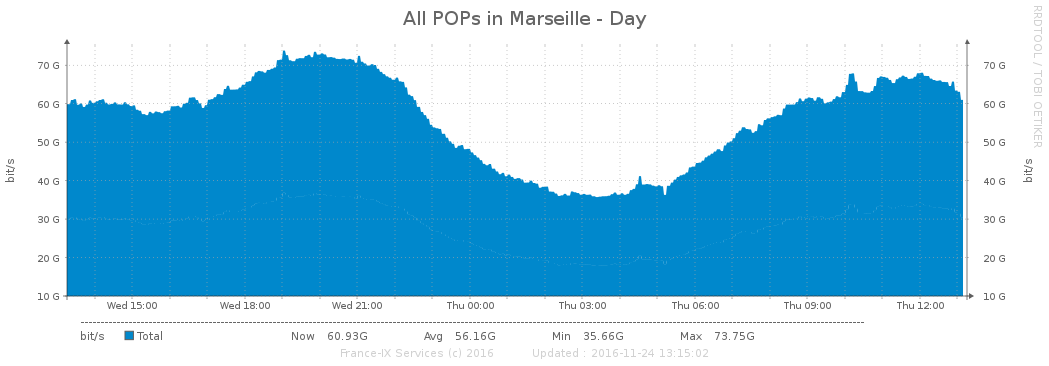 All POPs in Marseille - Day
RRDTOOL / TOBI OETIKER
bit/s
70 G 70 G
60 G 60 G
50 G 50 G
40 G 40 G
30 G 30 G
20 G 20 G
10 G 10 G
bit/s
Wed 15:00 Wed 18:00 Wed 21:00 Thu 00:00 Thu 03:00 Thu 06:00 Thu 09:00 Thu 12:00
bit/s Total Now 60.93G Avg 56.16G Min 35.66G Max 73.75G
France-IX Services (c) 2016 Updated : 2016-11-24 13:15:02